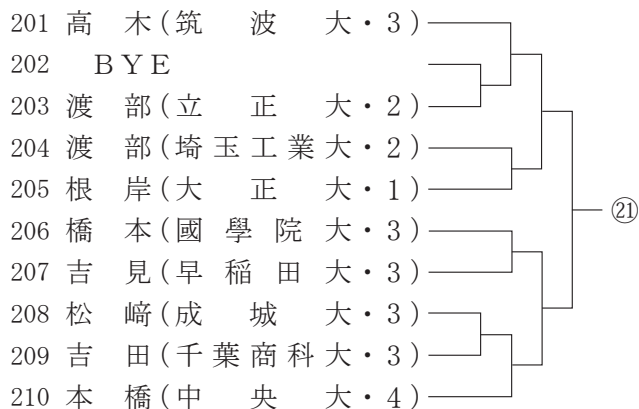 201 高木(筑波大・3)
202 BYE
203 渡部(立正大・2)
204 渡部(埼玉工業大・2)
205 根岸(大正大・1)
206 橋本(國學院大・3)
207 吉見(早稲田大・3)
208 松﨑(成城大・3)
209 吉田(千葉商科大・3)
210 本橋(中央大・4)
㉑